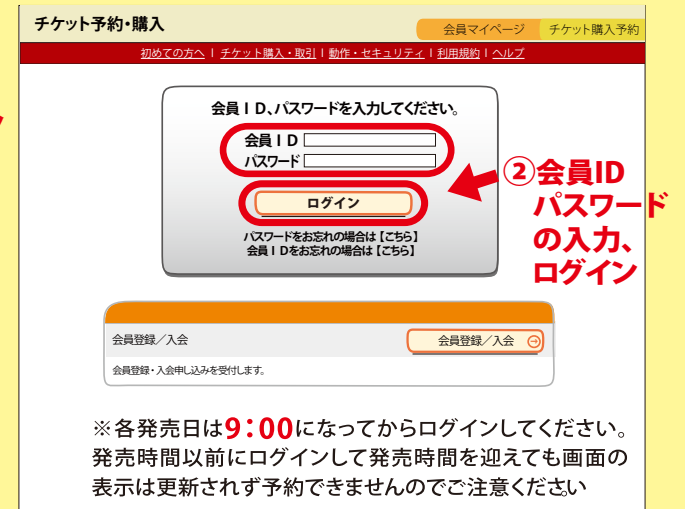 チケット予約・購入
会員マイページ
チケット購入予約
初めての方へ | チケット購入・取引 | 動作・セキュリティ | 利用規約 | ヘルプ
会員ＩＤ、パスワードを入力してください。
会員ＩＤ
パスワード
ログイン
パスワードをお忘れの場合は【こちら】
会員ＩＤをお忘れの場合は【こちら】
②会員ID
パスワード
の入力、
ログイン
会員登録／入会
会員登録／入会
会員登録・入会申し込みを受付します。
※各発売日は9：00になってからログインしてください。
発売時間以前にログインして発売時間を迎えても画面の
表示は更新されず予約できませんのでご注意ください